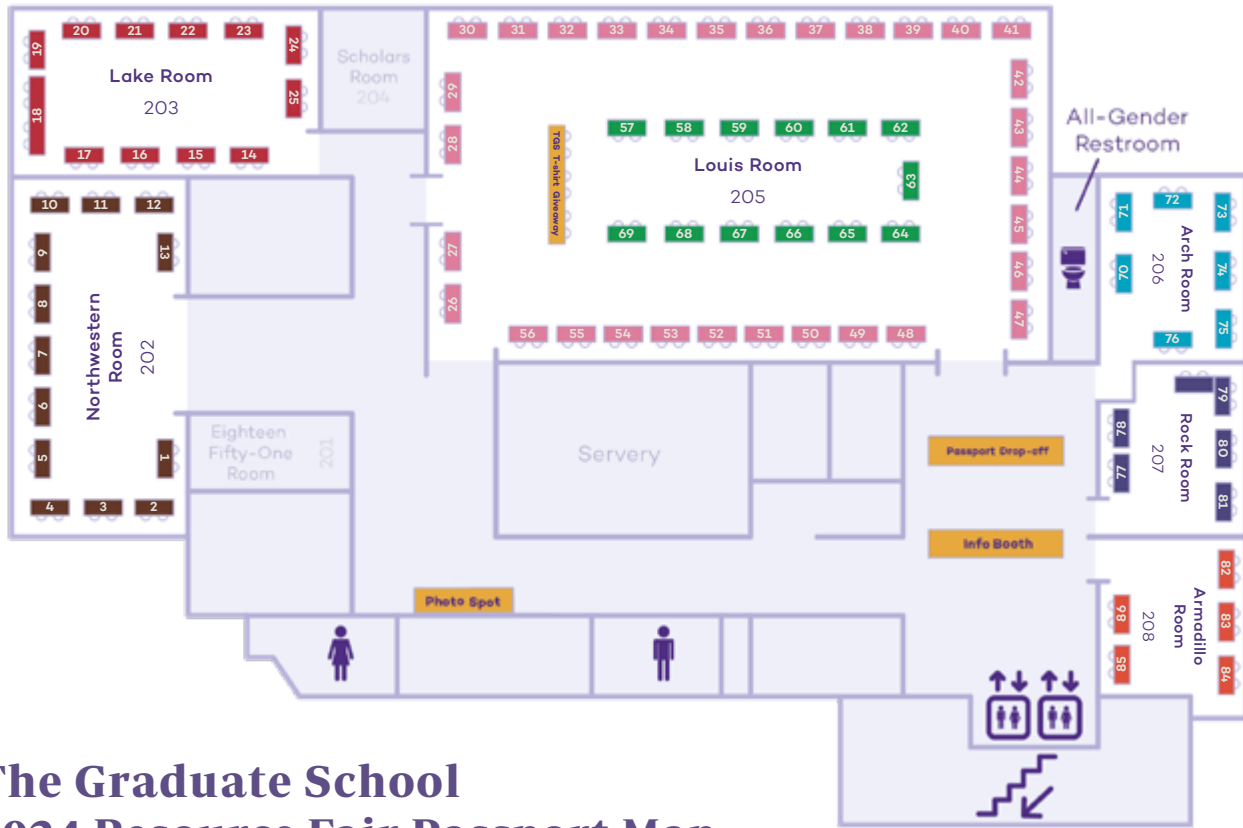 20 21 22 23
19
24
Lake Room
203
25
18
17 16 15 14
Scholars
Room
204
30 31 32 33 34 35 36 37 38 39 40 41
29
42
28
43
57 58 59 60 61 62
TGS T-shirt Giveaway
Louis Room
205
63
44
69 68 67 66 65 64
45
27
46
26
47
56 55 54 53 52 51 50 49 48
All-Gender
Restroom
10 11 12
9
13
8
Northwestern
Room
202
7
6
5
1
4 3 2
Eighteen
Fifty-One
Room
201
Servery
71 72 73
Arch Room
206
70
74
75
76
79
Rock Room
207
78
80
77
81
Passport Drop-off
Info Booth
Photo Spot
82
Armadillo
Room
208
86
83
85
84
The Graduate School
2024 Resource Fair Passport Map